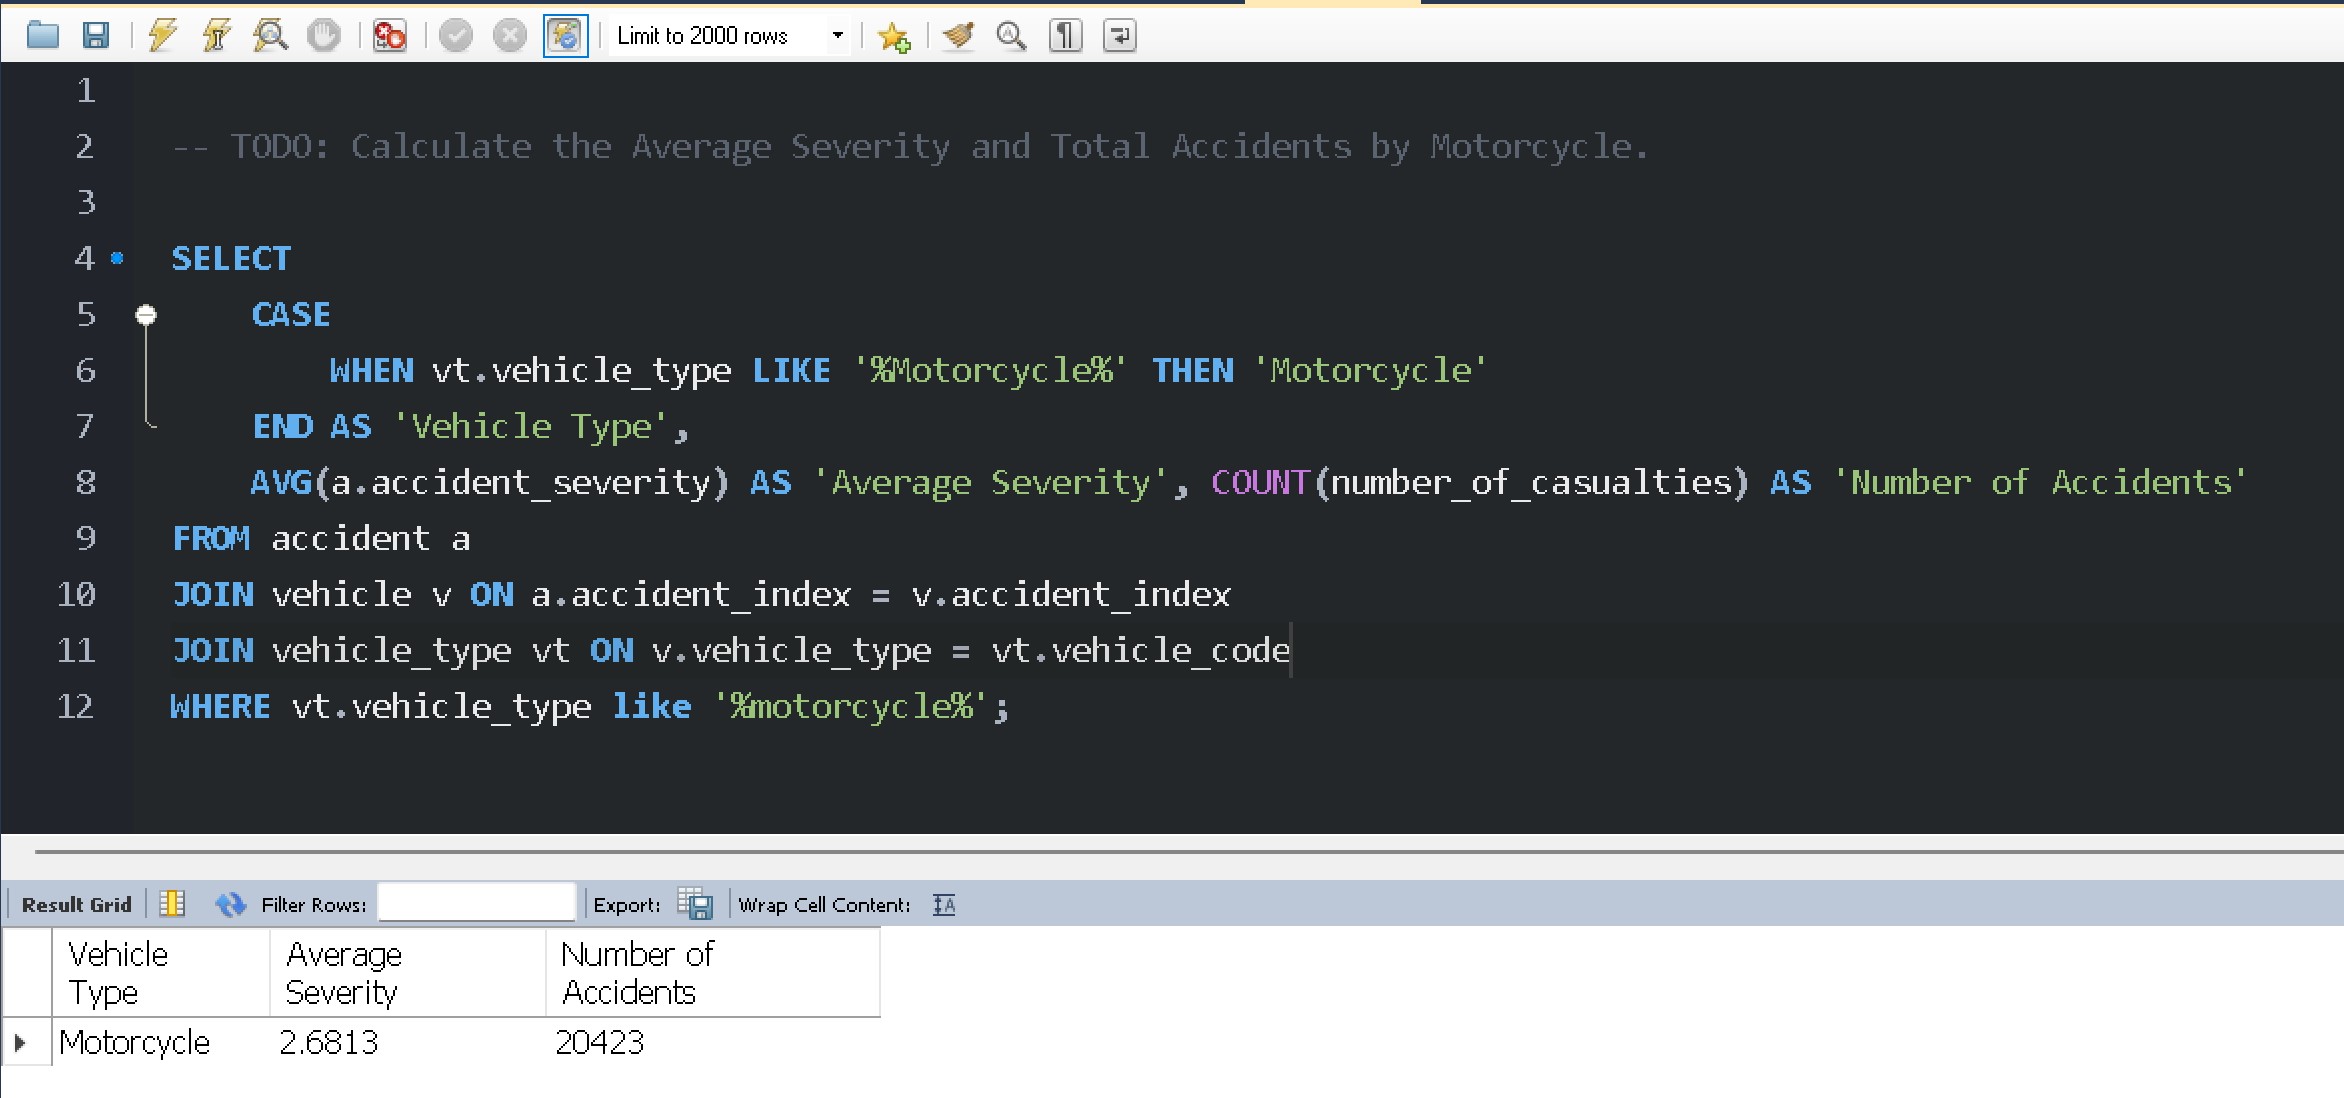 Limit to 2000 rows
1
2 -- TODO: Calculate the Average Severity and Total Accidents by Motorcycle.
3
4 SELECT
5 CASE
6 WHEN vt.vehicle_type LIKE '%Motorcycle%' THEN 'Motorcycle'
7 END AS 'Vehicle Type',
8 AVG(a.accident_severity) AS 'Average Severity', COUNT(number_of_casualties) AS 'Number of Accidents'
9 FROM accident a
10 JOIN vehicle v ON a.accident_index = v.accident_index
11 JOIN vehicle_type vt ON v.vehicle_type = vt.vehicle_code
12 WHERE vt.vehicle_type like '%motorcycle%';
Result Grid Filter Rows: Export: Wrap Cell Content:
Vehicle Average Number of
Type Severity Accidents
Motorcycle 2.6813 20423